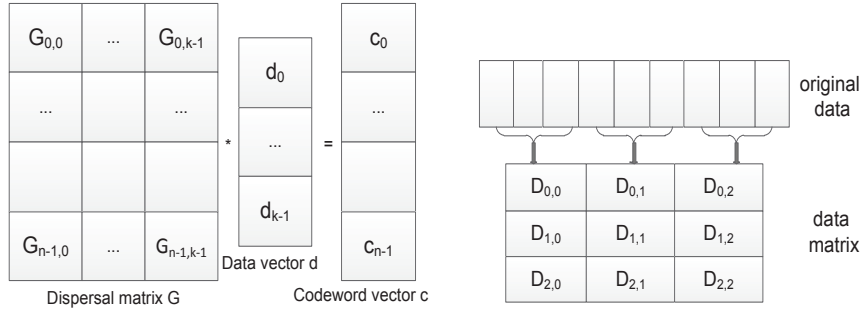 G0,0 ... G0,k-1
... ...
Gn-1,0 ... Gn-1,k-1
Dispersal matrix G
*
d0
...
dk-1
Data vector d
=
c0
...
cn-1
Codeword vector c
original
data
D0,0 D0,1 D0,2
D1,0 D1,1 D1,2
D2,0 D2,1 D2,2
data
matrix